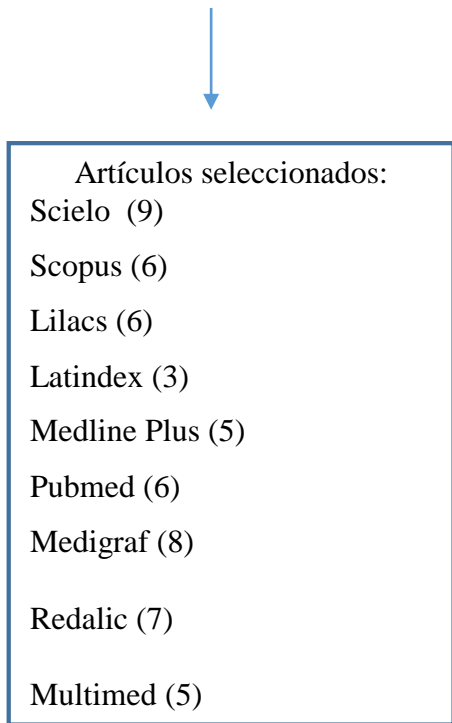 Artículos seleccionados:
Scielo (9)
Scopus (6)
Lilacs (6)
Latindex (3)
Medline Plus (5)
Pubmed (6)
Medigraf (8)
Redalic (7)
Multimed (5)